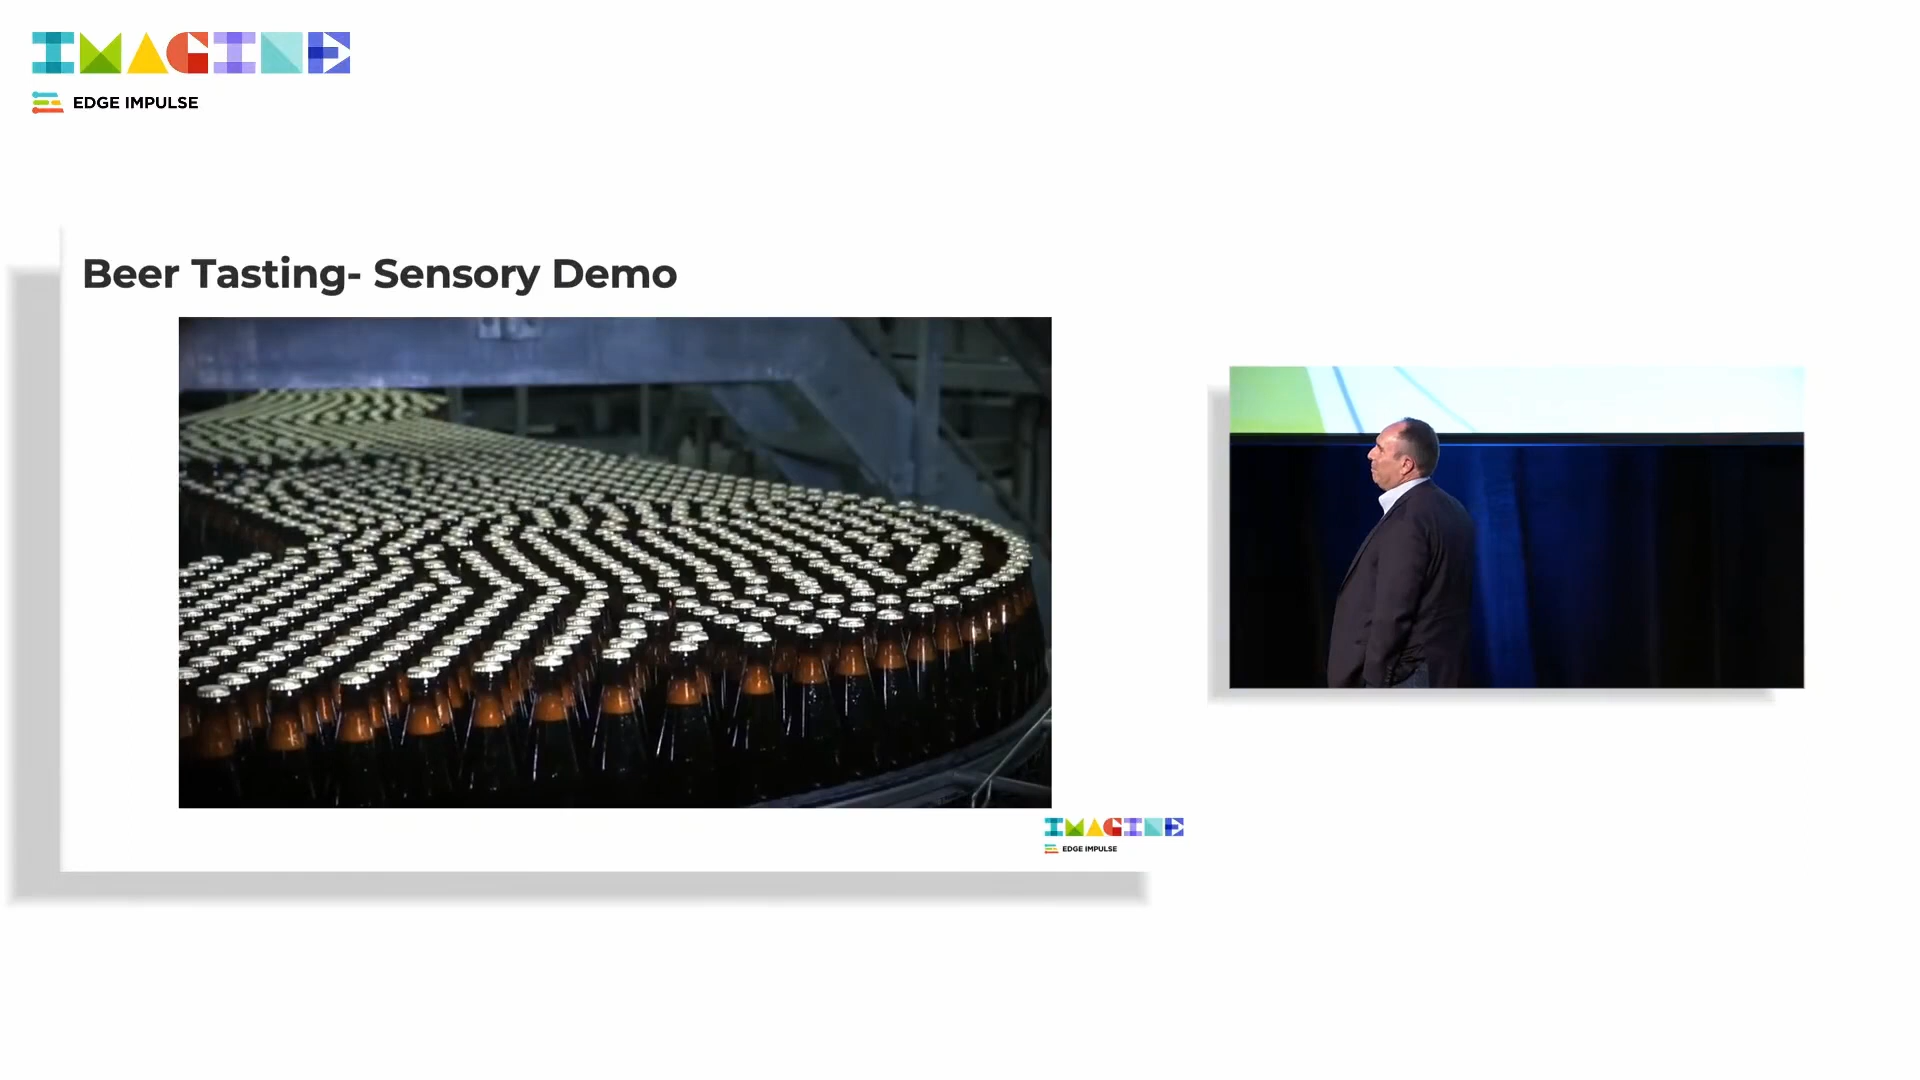 IMAGINE
EDGE IMPULSE
Beer Tasting- Sensory Demo
IMAGINE
EDGE IMPULSE